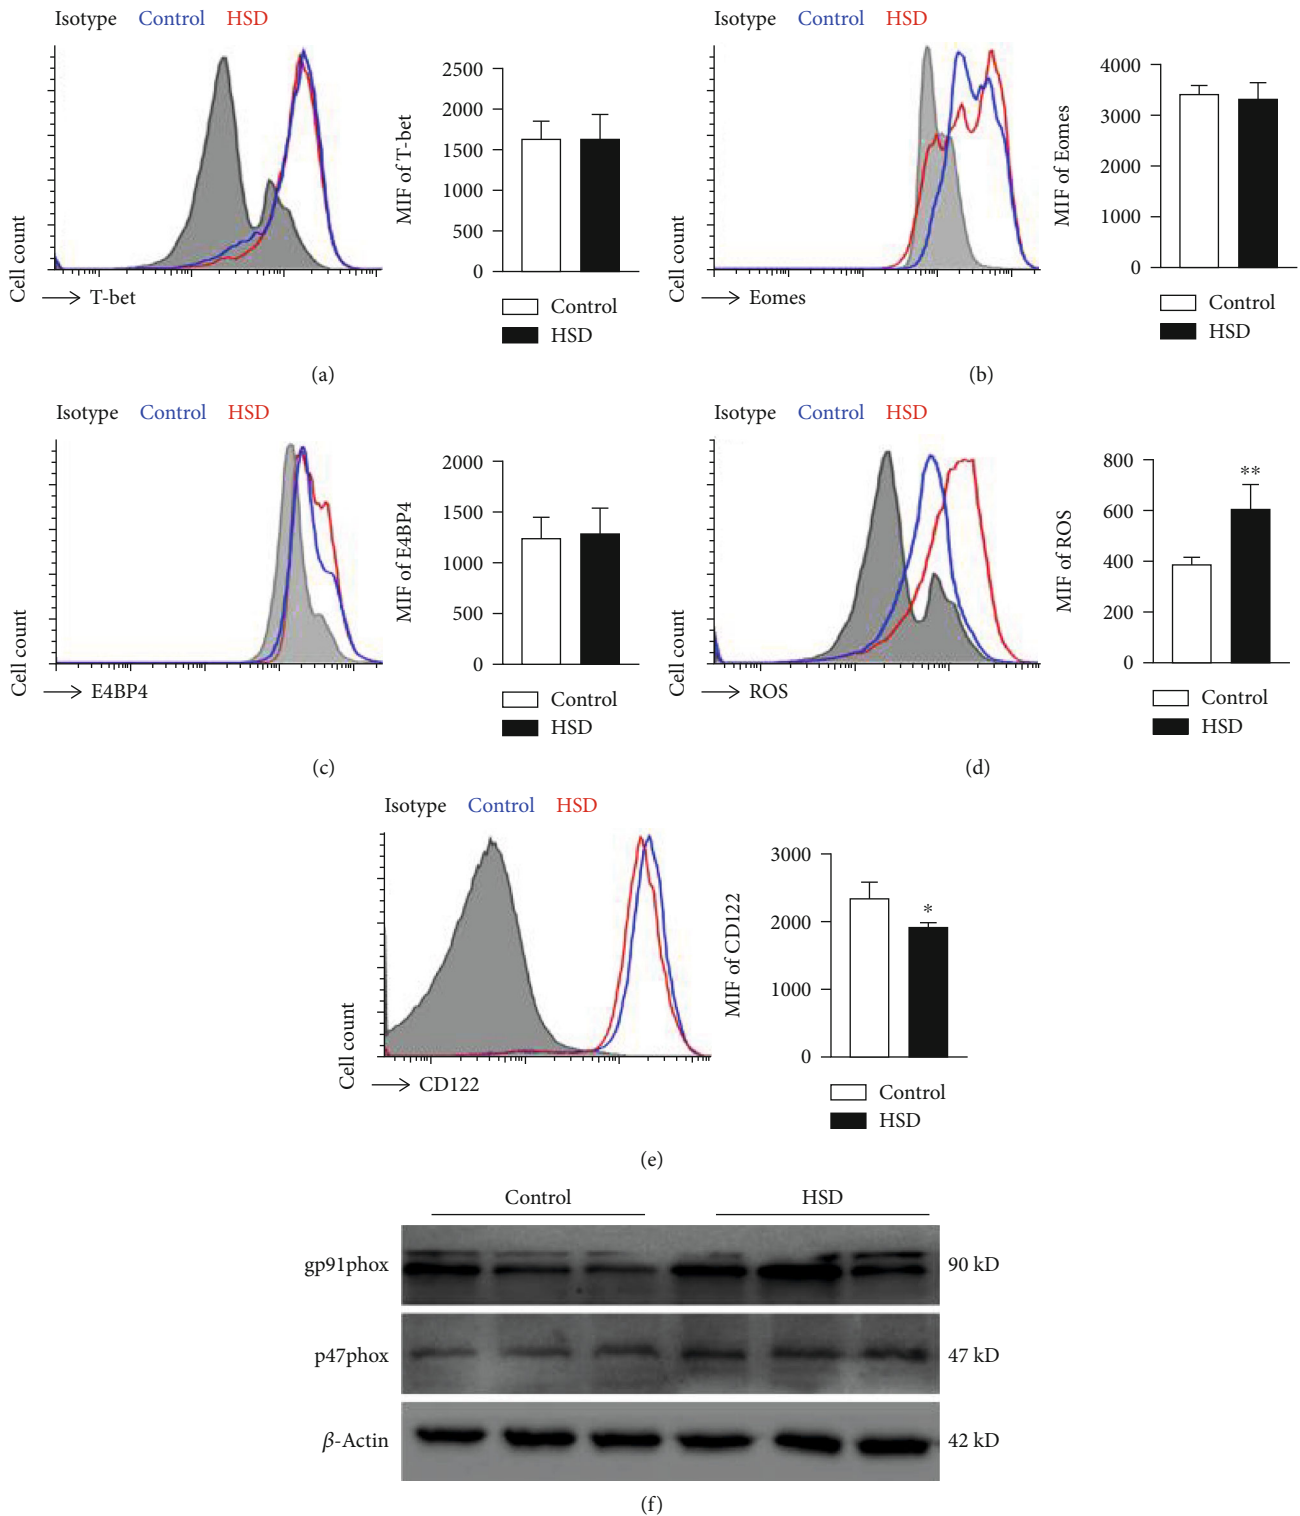 Isotype Control HSD
Cell count
T-bet
MIF of T-bet
2500
2000
1500
1000
500
0
Control
HSD
(a)
Isotype Control HSD
Cell count
Eomes
MIF of Eomes
4000
3000
2000
1000
0
Control
HSD
(b)
Isotype Control HSD
Cell count
E4BP4
MIF of E4BP4
2000
1500
1000
500
0
Control
HSD
(c)
Isotype Control HSD
Cell count
ROS
MIF of ROS
800
600
400
200
0
**
Control
HSD
(d)
Isotype Control HSD
Cell count
CD122
MIF of CD122
3000
2000
1000
0
*
Control
HSD
(e)
Control HSD
gp91phox 90 kD
p47phox 47 kD
β-Actin 42 kD
(f)